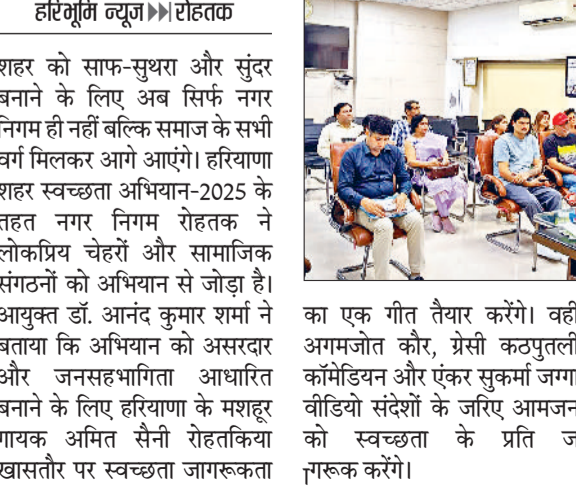 हरिभूमि न्यूज ▶▶| रोहतक
शहर को साफ-सुथरा और सुंदर
बनाने के लिए अब सिर्फ नगर
निगम ही नहीं बल्कि समाज के सभी
वर्ग मिलकर आगे आएंगे। हरियाणा
शहर स्वच्छता अभियान-2025 के
तहत नगर निगम रोहतक ने
लोकप्रिय चेहरों और सामाजिक
संगठनों को अभियान से जोड़ा है।
आयुक्त डॉ. आनंद कुमार शर्मा ने
बताया कि अभियान को असरदार
और जनसहभागिता आधारित
बनाने के लिए हरियाणा के मशहूर
गायक अमित सैनी रोहतकिया
खासतौर पर स्वच्छता जागरूकता
का एक गीत तैयार करेंगे। वही
अगमजोत कौर, ग्रेसी कठपुतली
कॉमेडियन और एंकर सुकर्मा जग्गा
वीडियो संदेशों के जरिए आमजन
को स्वच्छता के प्रति ज
ागरूक करेंगे।